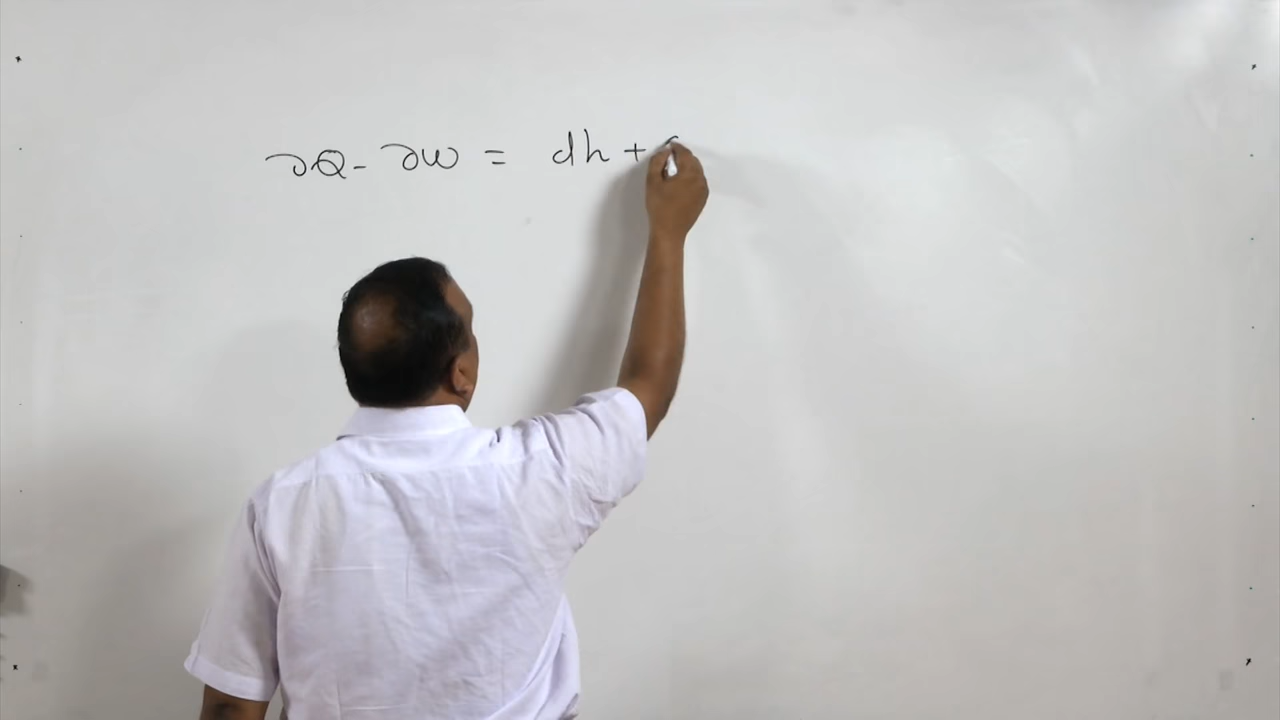 ∂Q - ∂w = dh +